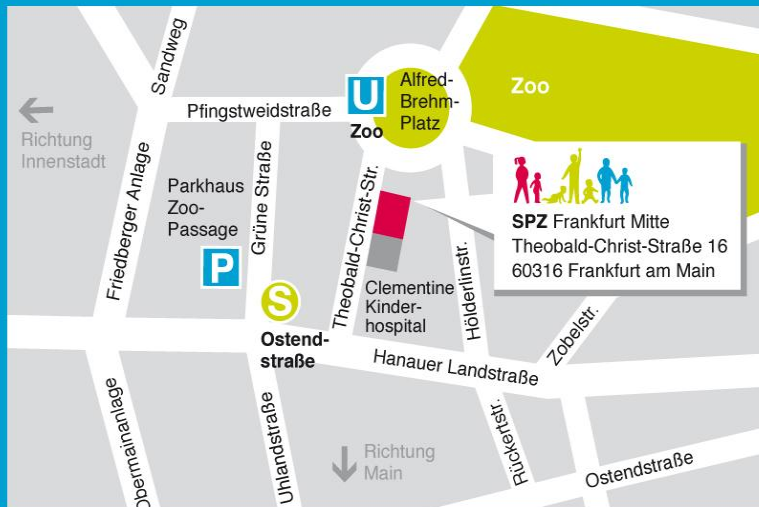 Sandweg
Pfingstweidstraße
U
Zoo
Alfred-
Brehm-
Platz
Zoo
Richtung
Innenstadt
Friedberger Anlage
Parkhaus
Zoo-
Passage
P
Grüne Straße
Theobald-Christ-Str.
SPZ Frankfurt Mitte
Theobald-Christ-Straße 16
60316 Frankfurt am Main
S
Ostend-
straße
Clementine
Kinder-
hospital
Hölderlinstr.
Zobelstr.
Hanauer Landstraße
Obermainanlage
Uhlandstraße
Richtung
Main
Rückertstr.
Ostendstraße